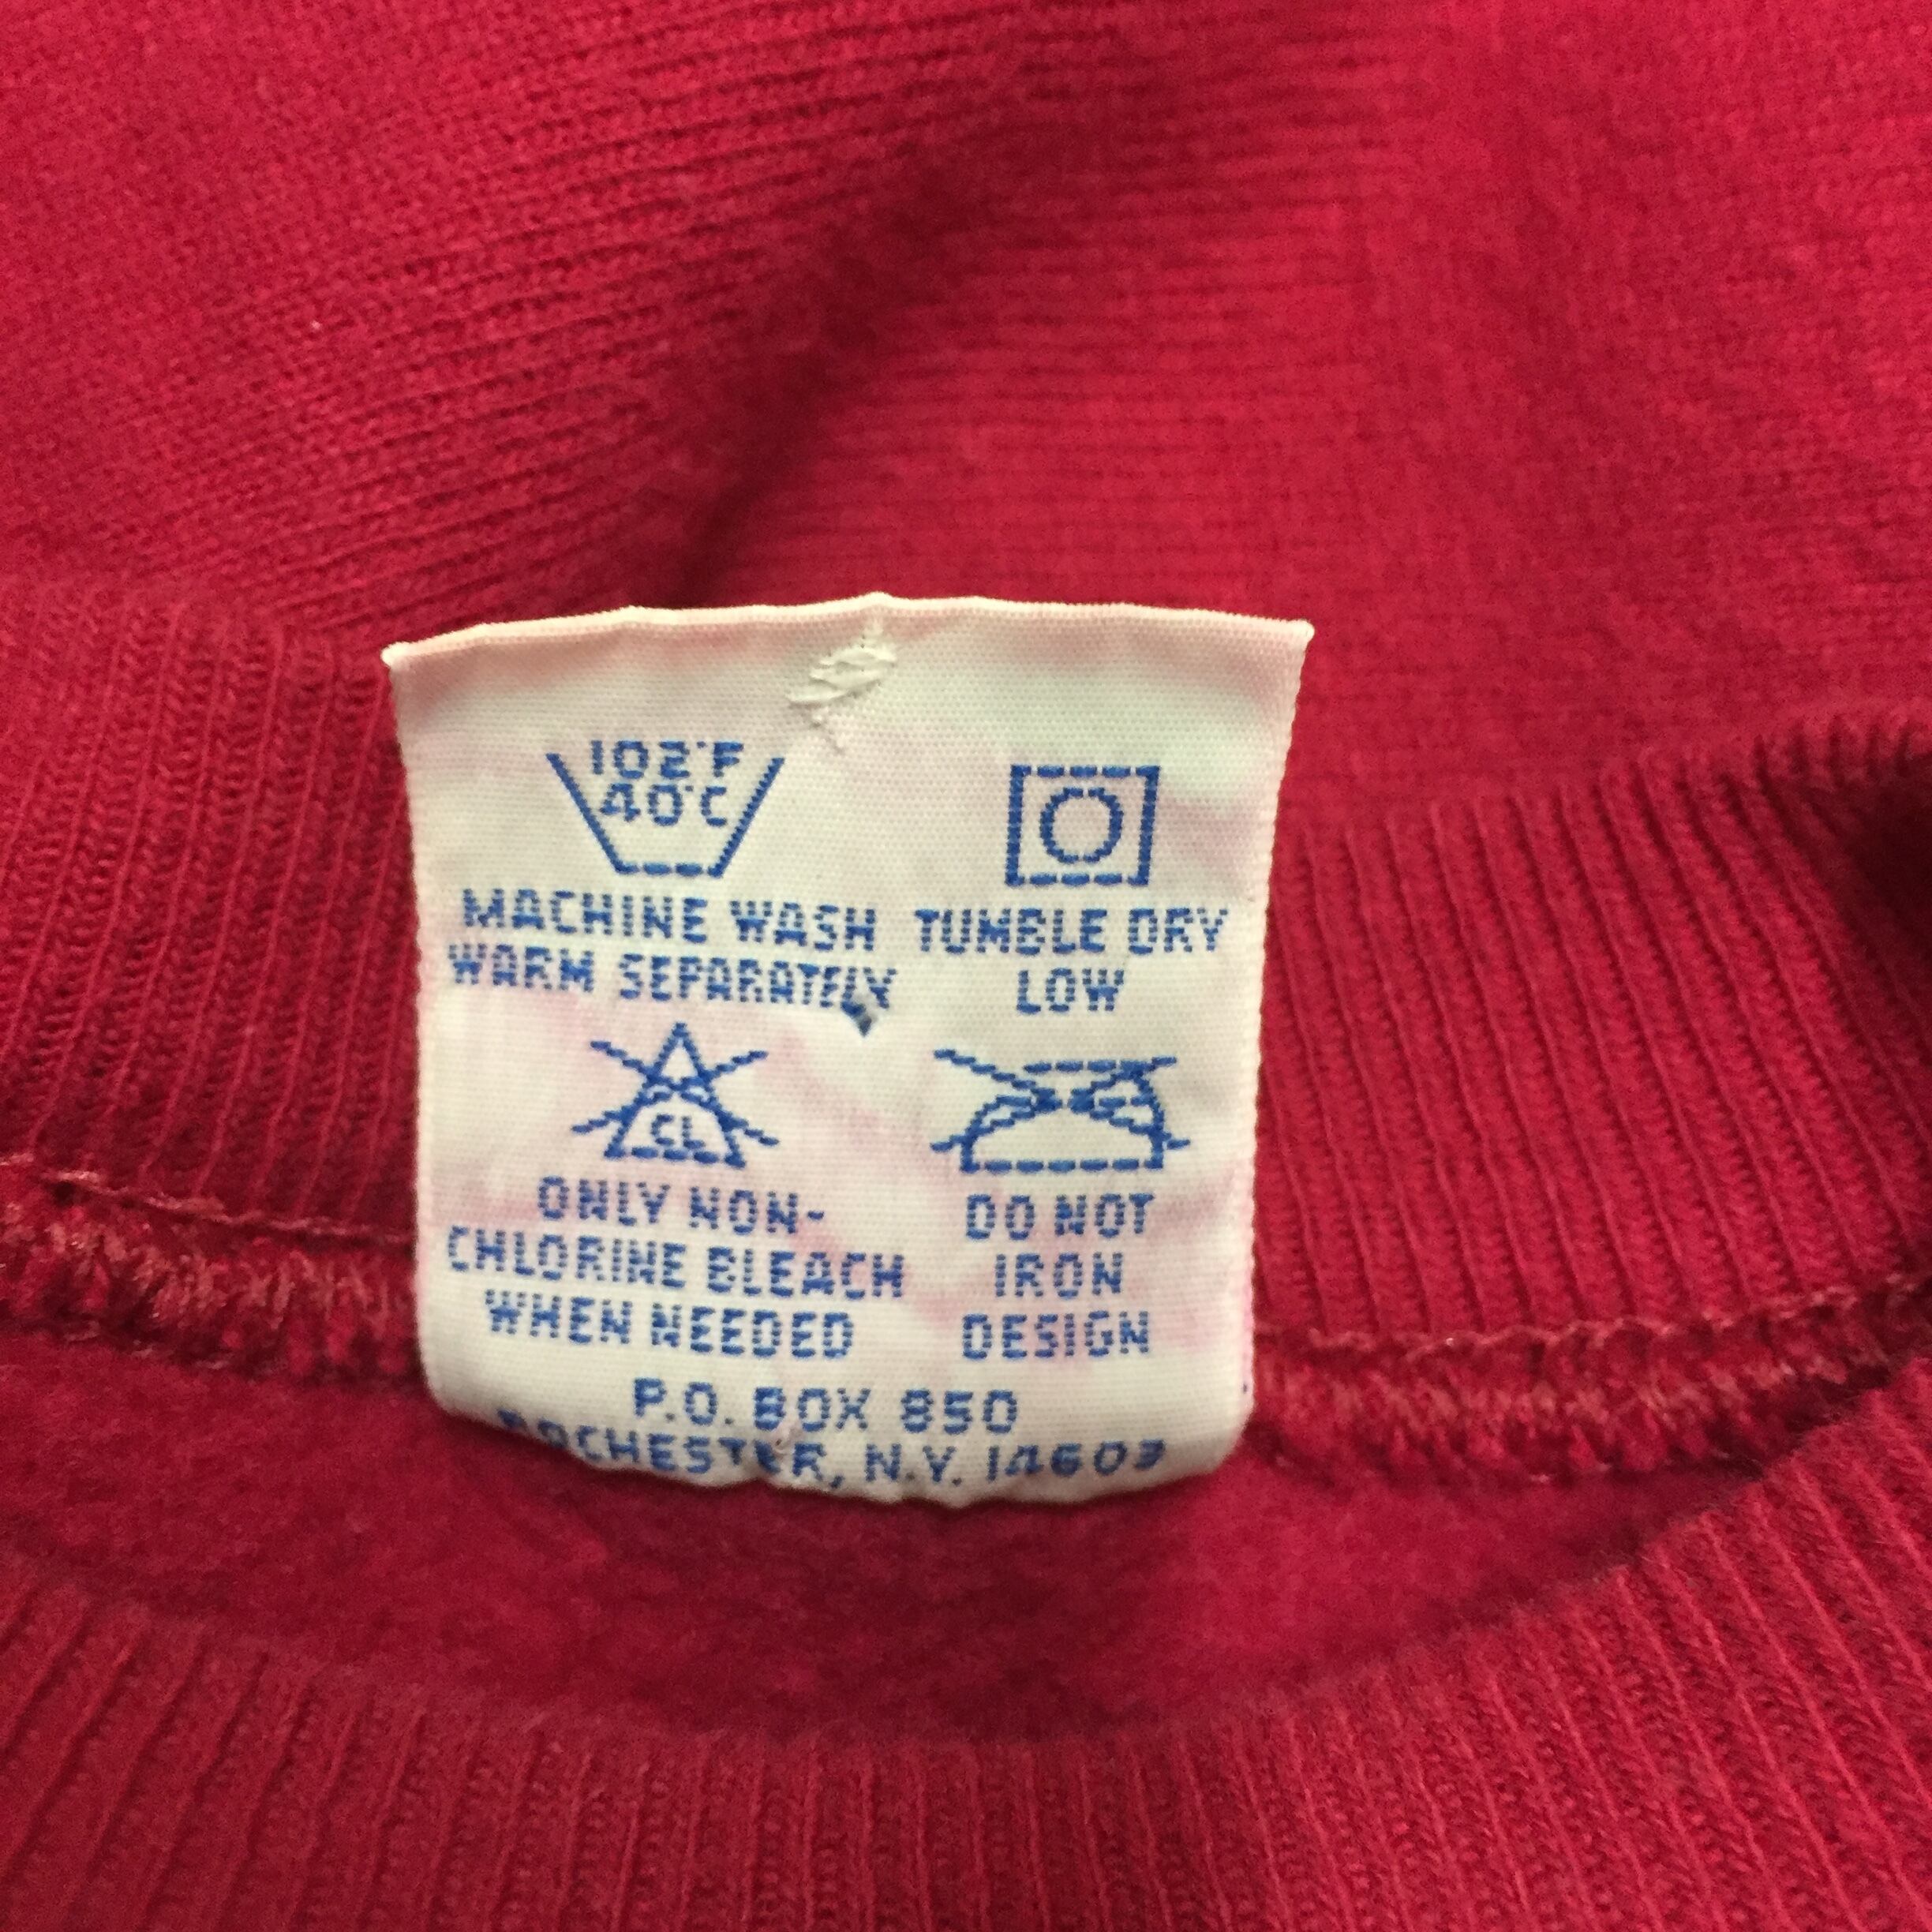 102°F
40°C
MACHINE WASH
WARM SEPARATELY
TUMBLE DRY
LOW
CL
ONLY NON-
CHLORINE BLEACH
WHEN NEEDED
DO NOT
IRON
DESIGN
P.O. BOX 850
ROCHESTER, N.Y. 14603